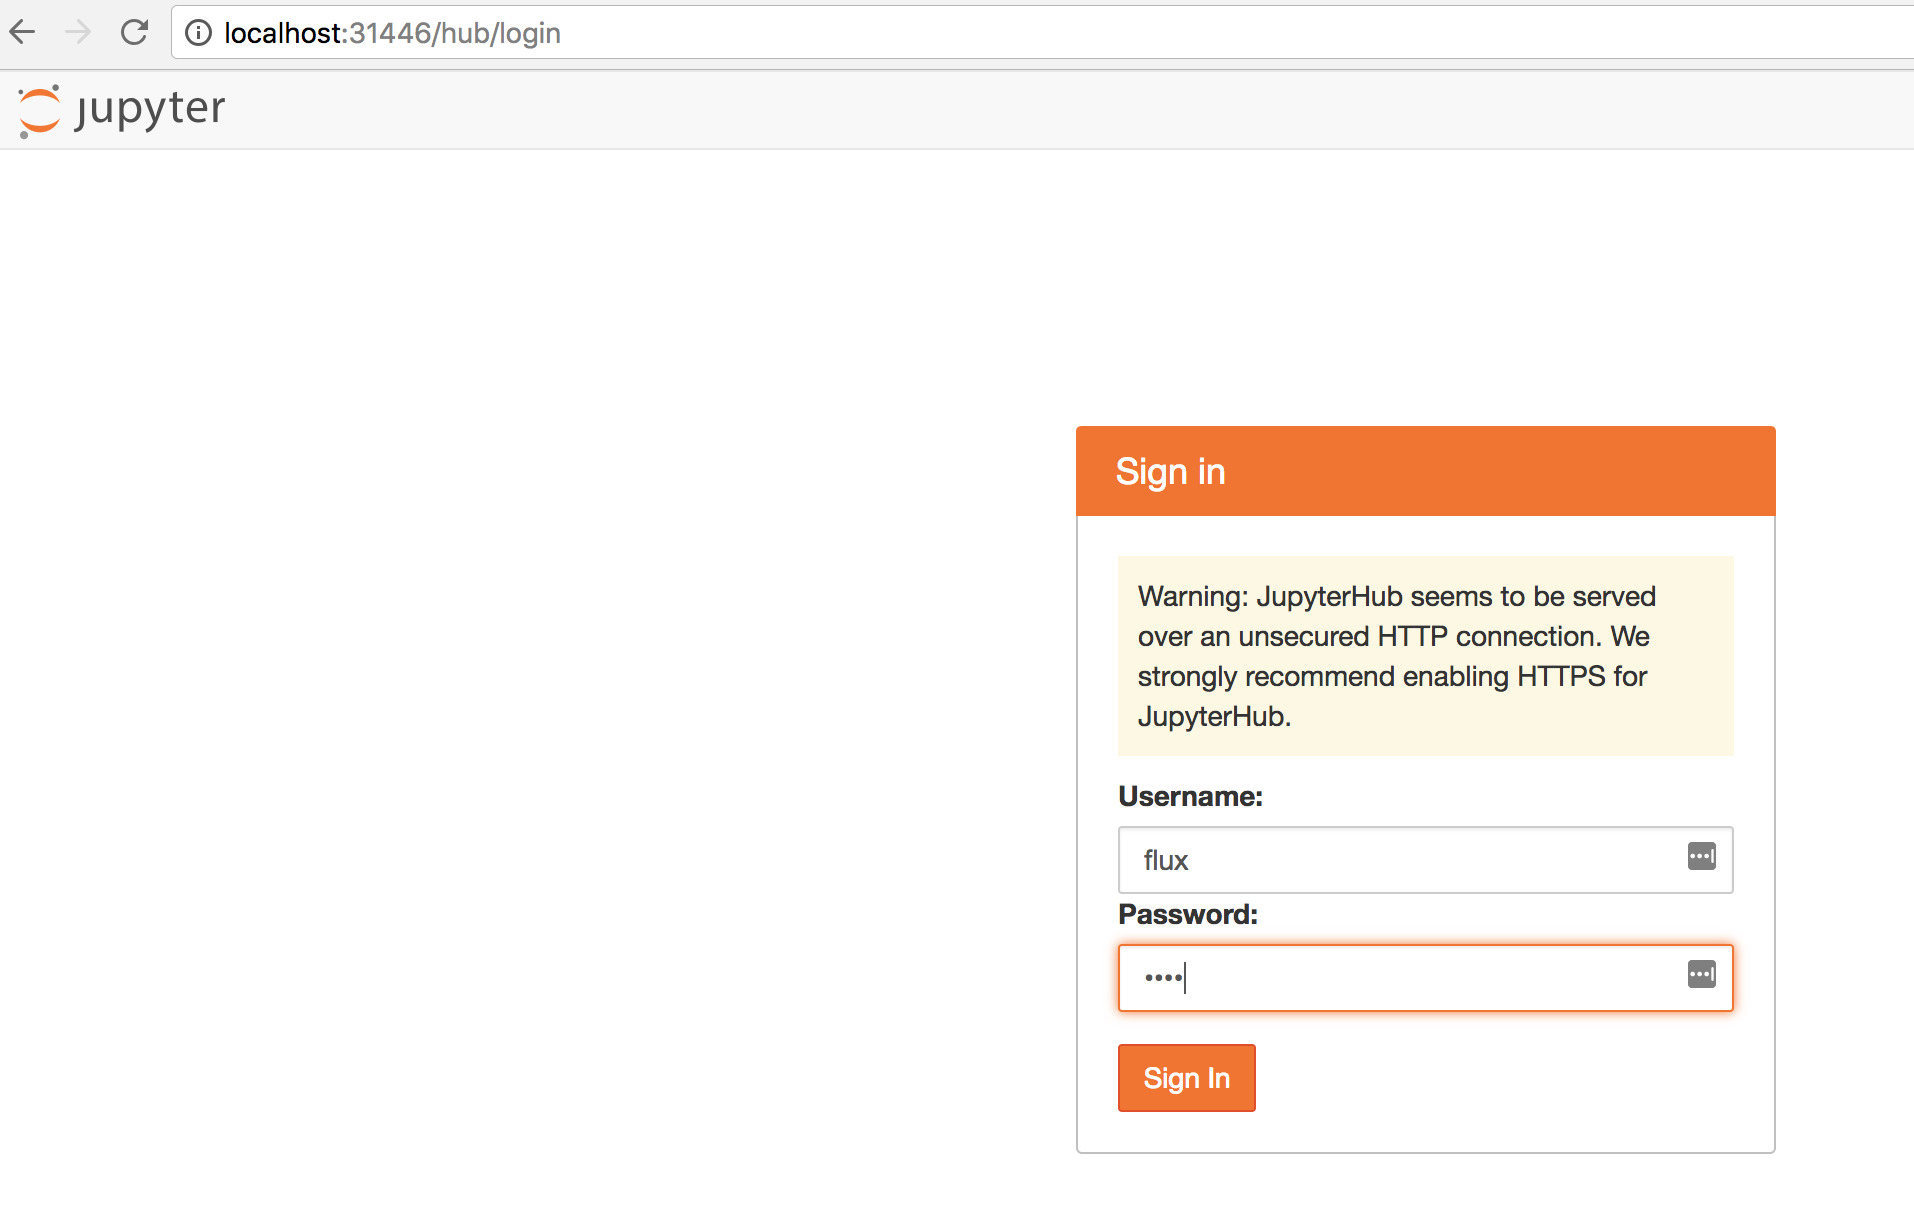 localhost:31446/hub/login
jupyter
Sign in
Warning: JupyterHub seems to be served
over an unsecured HTTP connection. We
strongly recommend enabling HTTPS for
JupyterHub.
Username:
flux
Password:
••••
Sign In